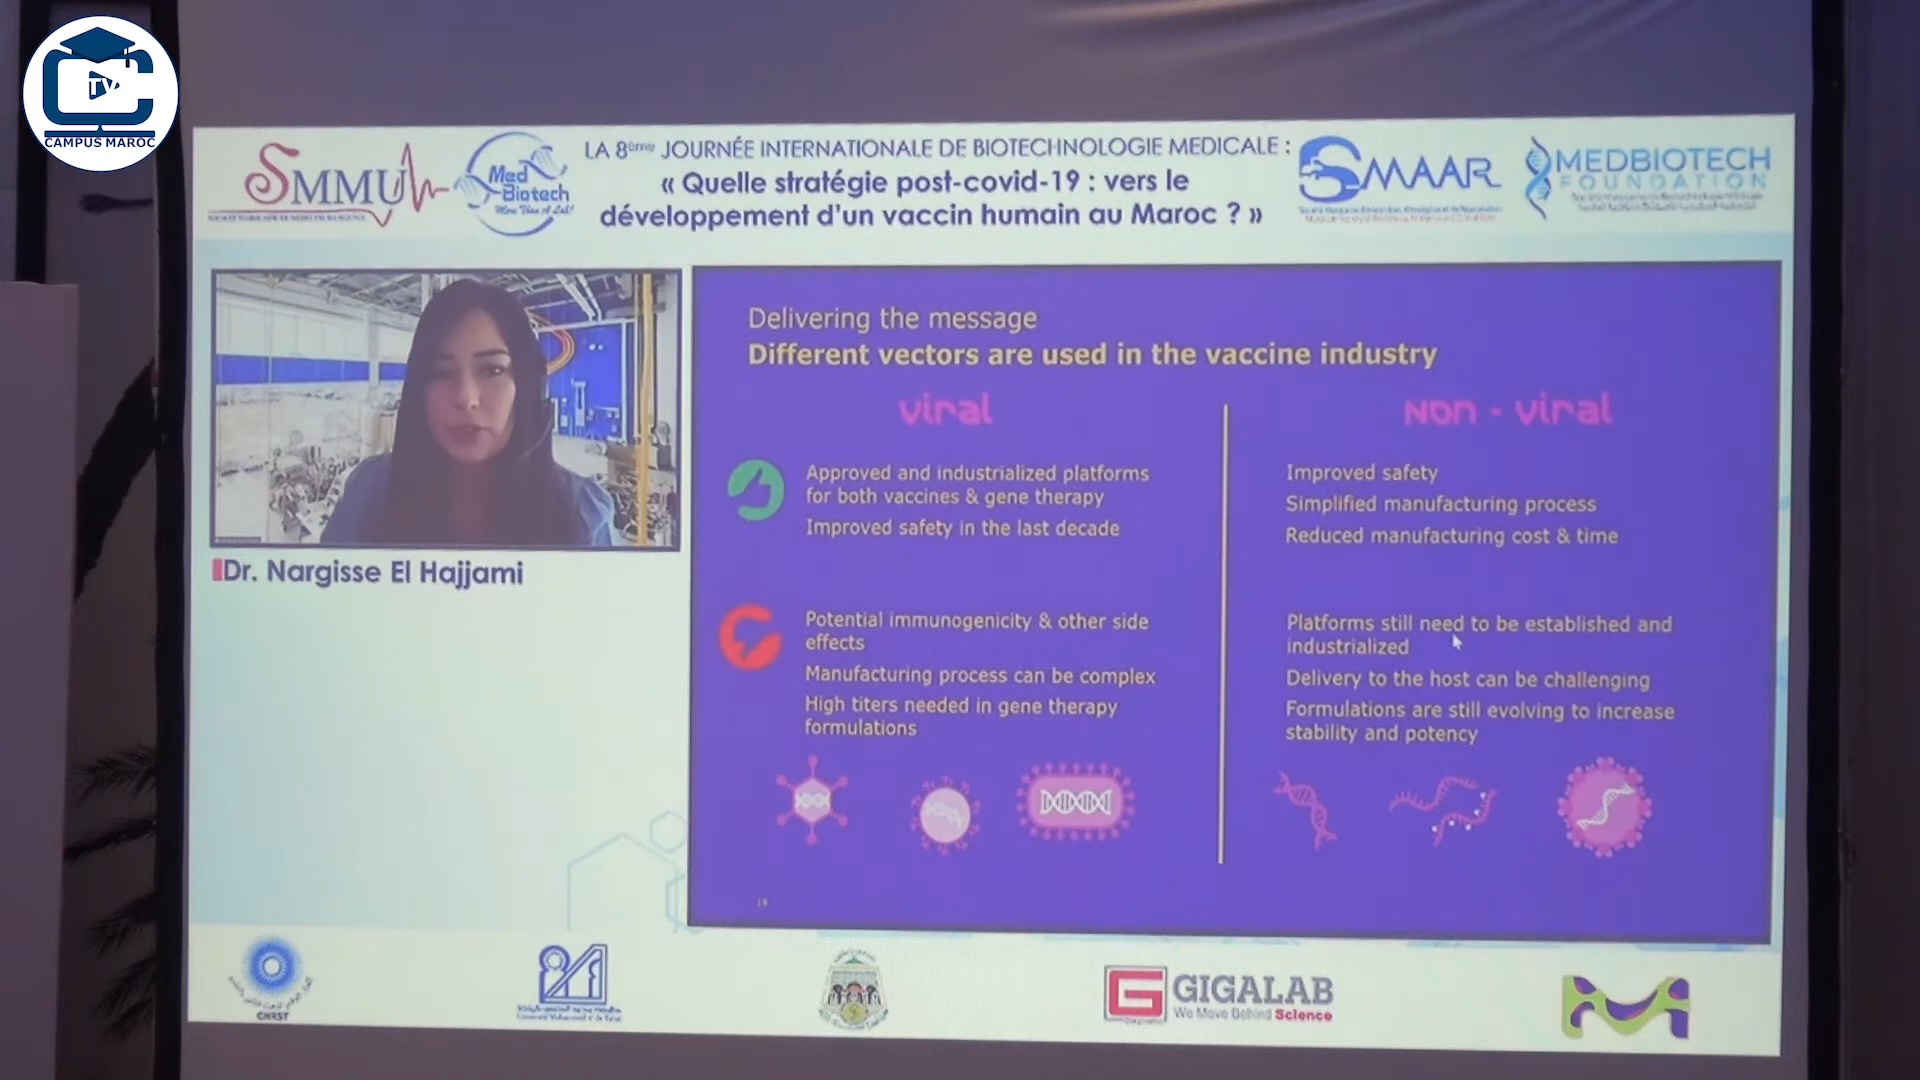 TV
CAMPUS MAROC
SMMU
Med
Biotech
More Than A Lab!
LA 8ème JOURNÉE INTERNATIONALE DE BIOTECHNOLOGIE MEDICALE :
« Quelle stratégie post-covid-19 : vers le
développement d'un vaccin humain au Maroc ? »
SMAAR
MEDBIOTECH
FOUNDATION
Dr. Nargisse El Hajjami
Delivering the message
Different vectors are used in the vaccine industry
viral
Approved and industrialized platforms
for both vaccines & gene therapy
Improved safety in the last decade
Potential immunogenicity & other side
effects
Manufacturing process can be complex
High titers needed in gene therapy
formulations
Non - viral
Improved safety
Simplified manufacturing process
Reduced manufacturing cost & time
Platforms still need to be established and
industrialized
Delivery to the host can be challenging
Formulations are still evolving to increase
stability and potency
CNRST
GIGALAB
We Move Behind Science